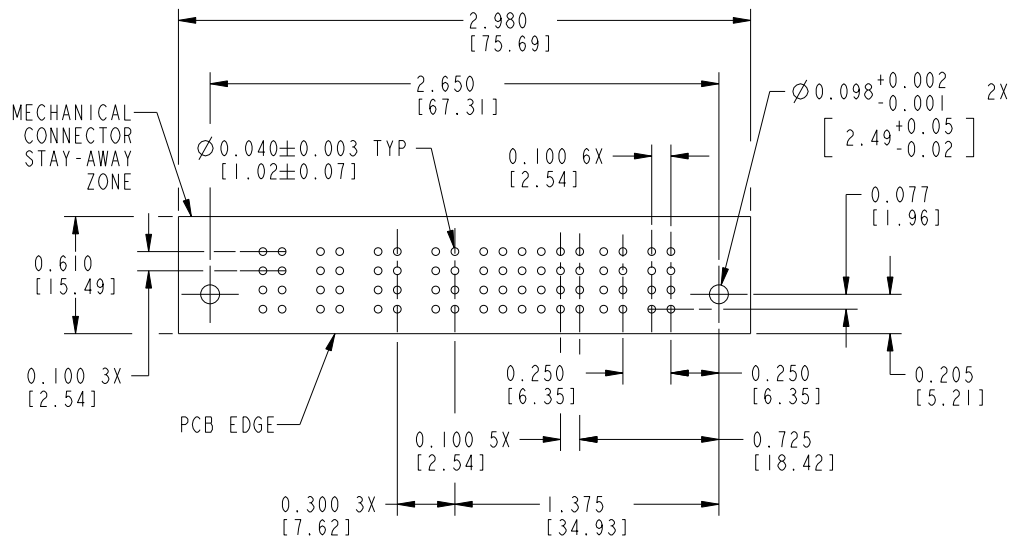 2.980
[75.69]
2.650
[67.31]
Ø0.098 +0.002 -0.001 2X
[2.49 +0.05 -0.02]
MECHANICAL
CONNECTOR
STAY-AWAY
ZONE
Ø0.040±0.003 TYP
[1.02±0.07]
0.100 6X
[2.54]
0.077
[1.96]
0.610
[15.49]
0.100 3X
[2.54]
PCB EDGE
0.250
[6.35]
0.250
[6.35]
0.205
[5.21]
0.100 5X
[2.54]
0.725
[18.42]
0.300 3X
[7.62]
1.375
[34.93]